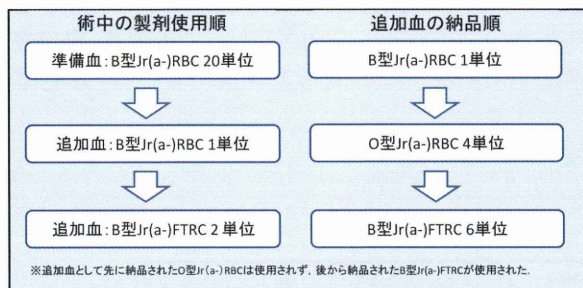 術中の製剤使用順
準備血:B型Jr(a-)RBC 20単位
追加血:B型Jr(a-)RBC 1単位
追加血:B型Jr(a-)FTRC 2 単位
追加血の納品順
B型Jr(a-)RBC 1単位
O型Jr(a-)RBC 4単位
B型Jr(a-)FTRC 6単位
※追加血として先に納品されたO型Jr(a-)RBCは使用されず、後から納品されたB型Jr(a-)FTRCが使用された.